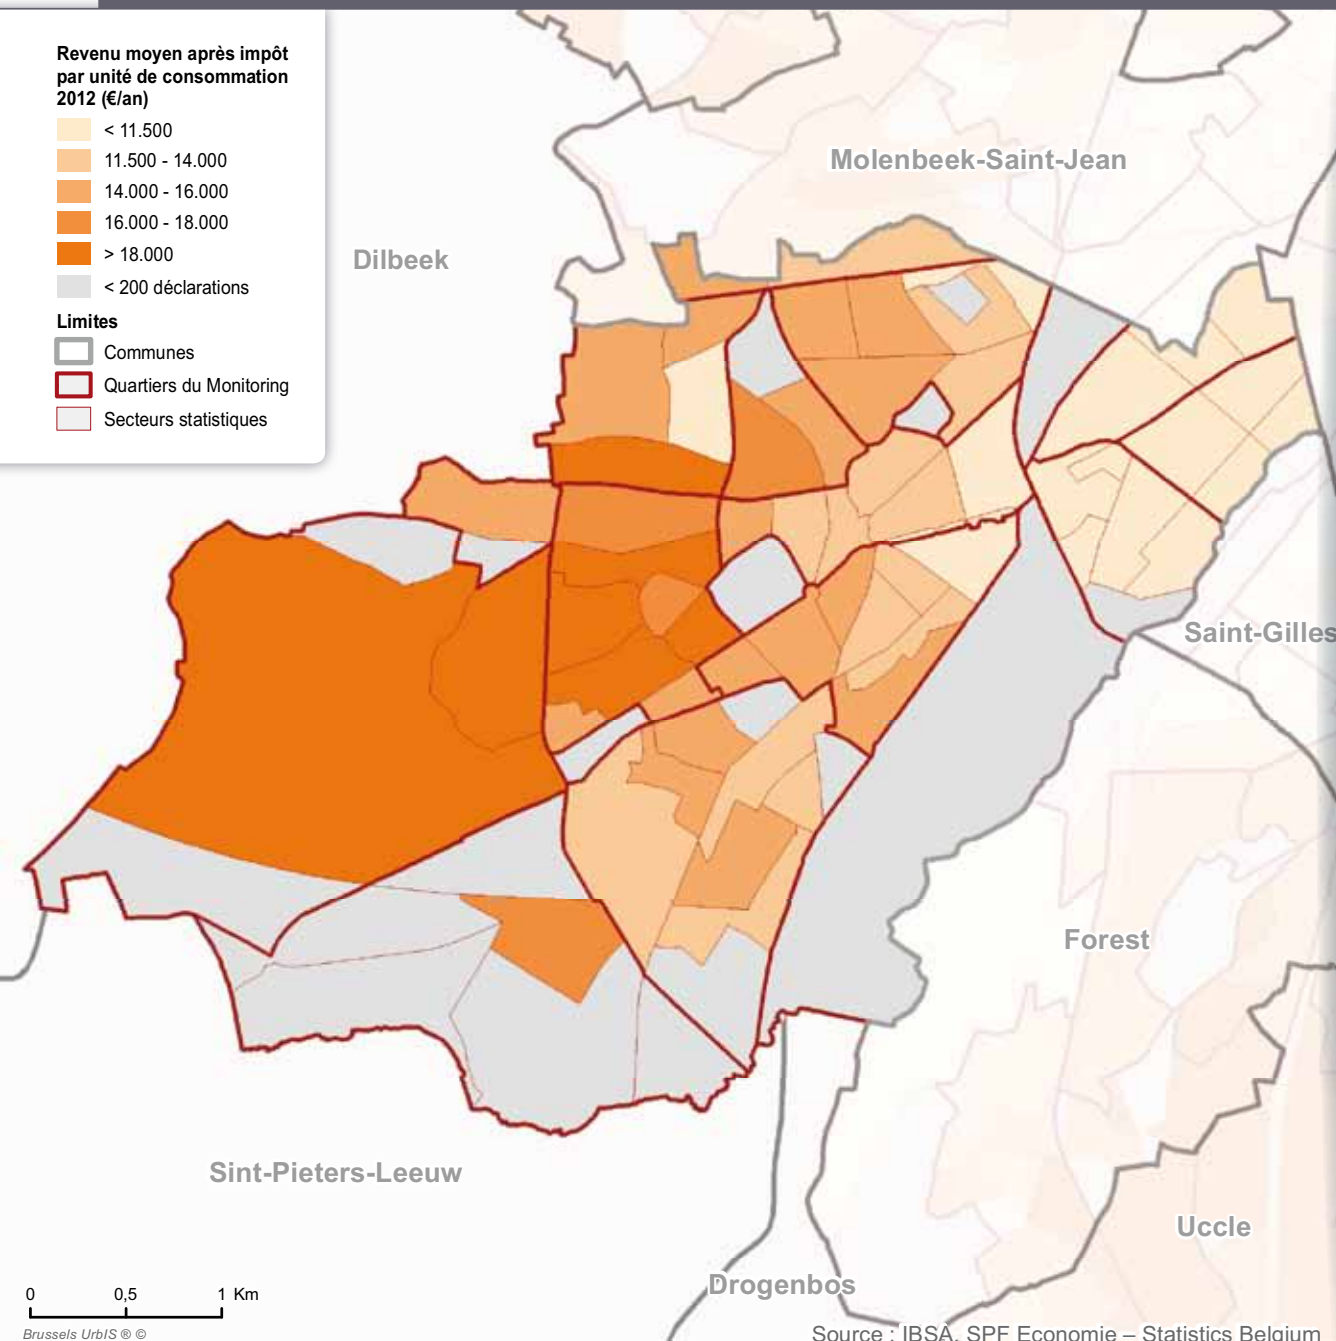 Revenu moyen après impôt
par unité de consommation
2012 (€/an)
< 11.500
11.500 - 14.000
14.000 - 16.000
16.000 - 18.000
> 18.000
< 200 déclarations
Limites
Communes
Quartiers du Monitoring
Secteurs statistiques
Molenbeek-Saint-Jean
Dilbeek
Saint-Gilles
Forest
Sint-Pieters-Leeuw
Uccle
Drogenbos
0 0,5 1 Km
Brussels UrbIS ® ©
Source : IBSA, SPF Economie – Statistics Belgium